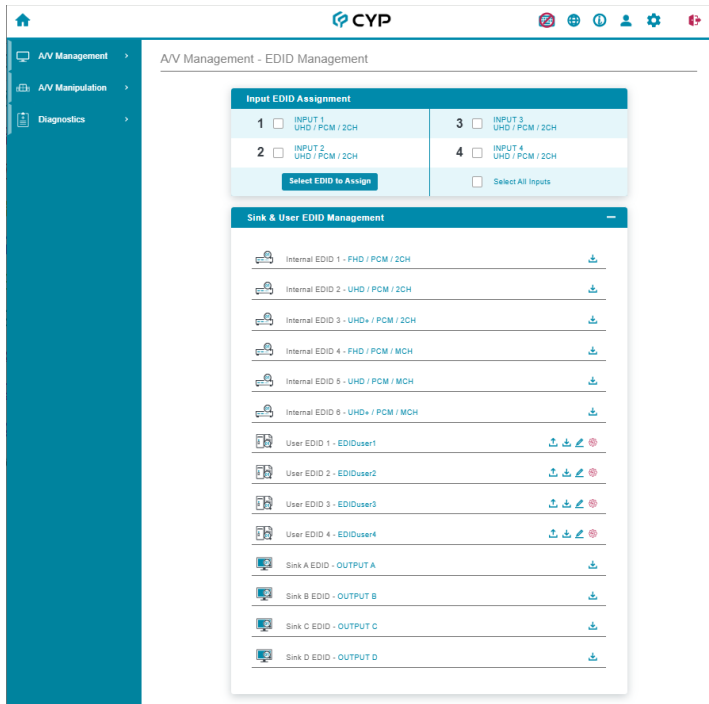 CYP
A/V Management
A/V Manipulation
Diagnostics
A/V Management - EDID Management
Input EDID Assignment
1 INPUT 1
UHD / PCM / 2CH
3 INPUT 3
UHD / PCM / 2CH
2 INPUT 2
UHD / PCM / 2CH
4 INPUT 4
UHD / PCM / 2CH
Select EDID to Assign
Select All Inputs
Sink & User EDID Management
Internal EDID 1 - FHD / PCM / 2CH
Internal EDID 2 - UHD / PCM / 2CH
Internal EDID 3 - UHD+ / PCM / 2CH
Internal EDID 4 - FHD / PCM / MCH
Internal EDID 5 - UHD / PCM / MCH
Internal EDID 6 - UHD+ / PCM / MCH
User EDID 1 - EDIDuser1
User EDID 2 - EDIDuser2
User EDID 3 - EDIDuser3
User EDID 4 - EDIDuser4
Sink A EDID - OUTPUT A
Sink B EDID - OUTPUT B
Sink C EDID - OUTPUT C
Sink D EDID - OUTPUT D